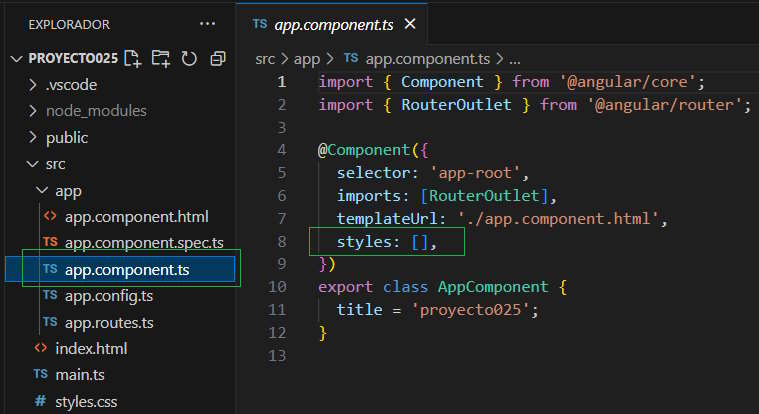 EXPLORADOR
PROYECTO025
.vscode
node_modules
public
src
app
<> app.component.html
TS app.component.spec.ts
TS app.component.ts
TS app.config.ts
TS app.routes.ts
<> index.html
TS main.ts
# styles.css
TS app.component.ts ×
src > app > TS app.component.ts > ...
1 import { Component } from '@angular/core';
2 import { RouterOutlet } from '@angular/router';
3
4 @Component({
5   selector: 'app-root',
6   imports: [RouterOutlet],
7   templateUrl: './app.component.html',
8   styles: [],
9 })
10 export class AppComponent {
11   title = 'proyecto025';
12 }
13